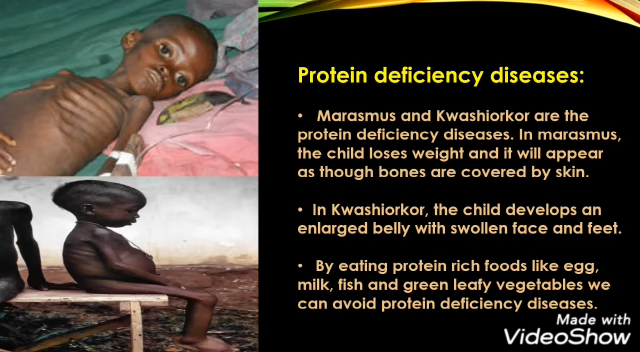 Protein deficiency diseases:
• Marasmus and Kwashiorkor are the
protein deficiency diseases. In marasmus,
the child loses weight and it will appear
as though bones are covered by skin.
• In Kwashiorkor, the child develops an
enlarged belly with swollen face and feet.
• By eating protein rich foods like egg,
milk, fish and green leafy vegetables we
can avoid protein deficiency diseases.
Made with
VideoShow